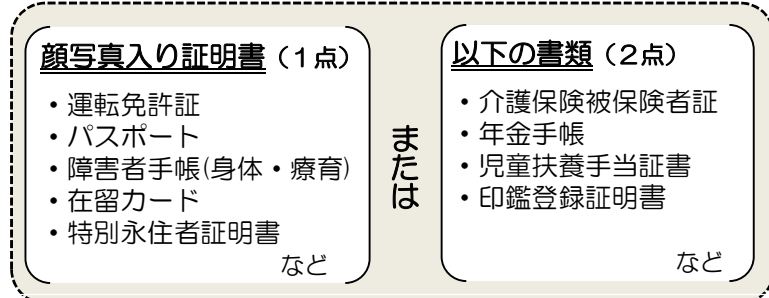 顔写真入り証明書（１点）
・運転免許証
・パスポート
・障害者手帳(身体・療育)
・在留カード
・特別永住者証明書
など
または
以下の書類（２点）
・介護保険被保険者証
・年金手帳
・児童扶養手当証書
・印鑑登録証明書
など